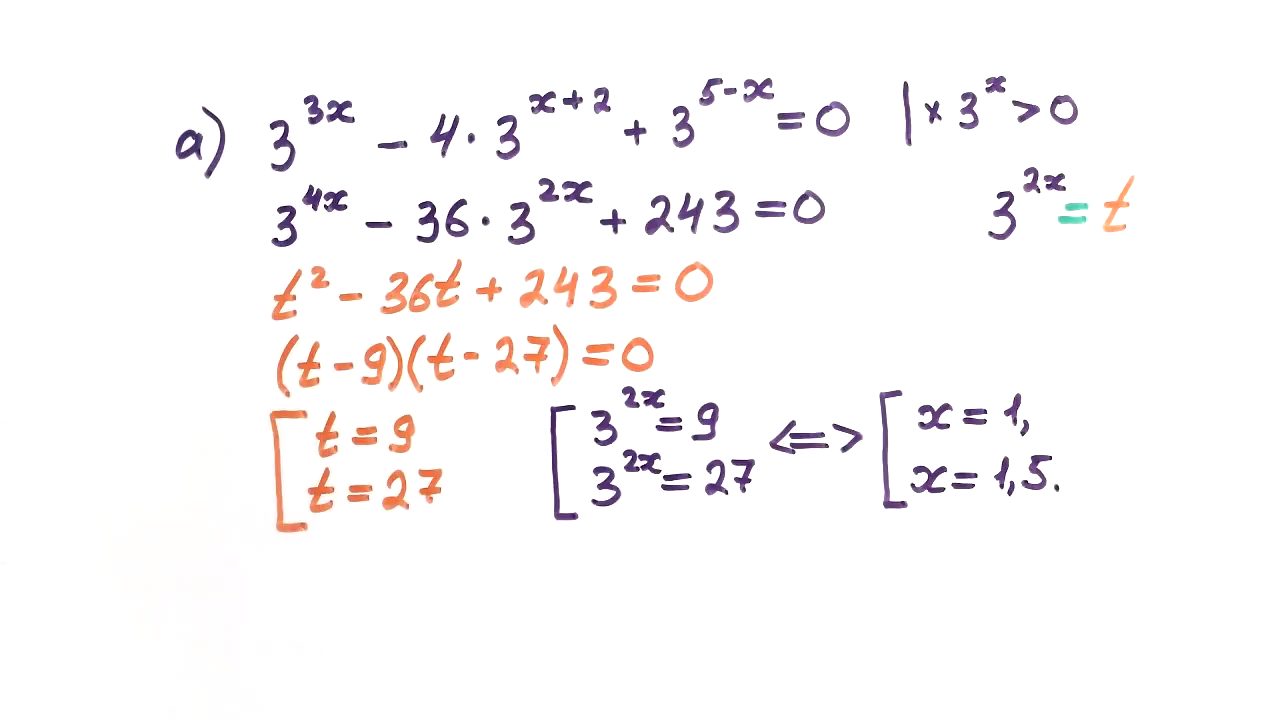 а) 3^{3x} - 4 · 3^{x+2} + 3^{5-x} = 0 | × 3^x > 0
3^{4x} - 36 · 3^{2x} + 243 = 0 3^{2x} = t
t² - 36t + 243 = 0
(t - 9)(t - 27) = 0
[ t = 9 [ 3^{2x} = 9 <=> [ x = 1,
t = 27 3^{2x} = 27 x = 1,5.